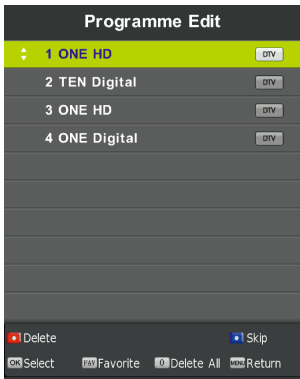 Programme Edit
1 ONE HD DTV
2 TEN Digital DTV
3 ONE HD DTV
4 ONE Digital DTV
Delete Skip
OK Select FAV Favorite 0 Delete All MENU Return